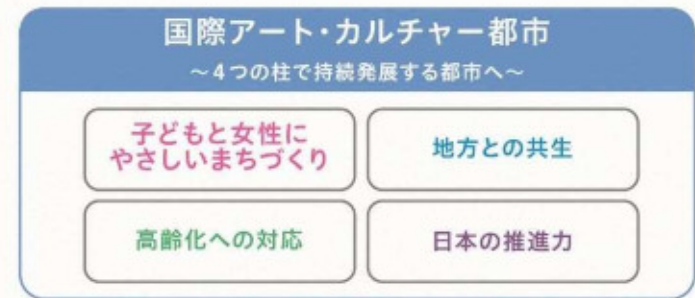 国際アート・カルチャー都市
～4つの柱で持続発展する都市へ～
子どもと女性に
やさしいまちづくり
地方との共生
高齢化への対応
日本の推進力